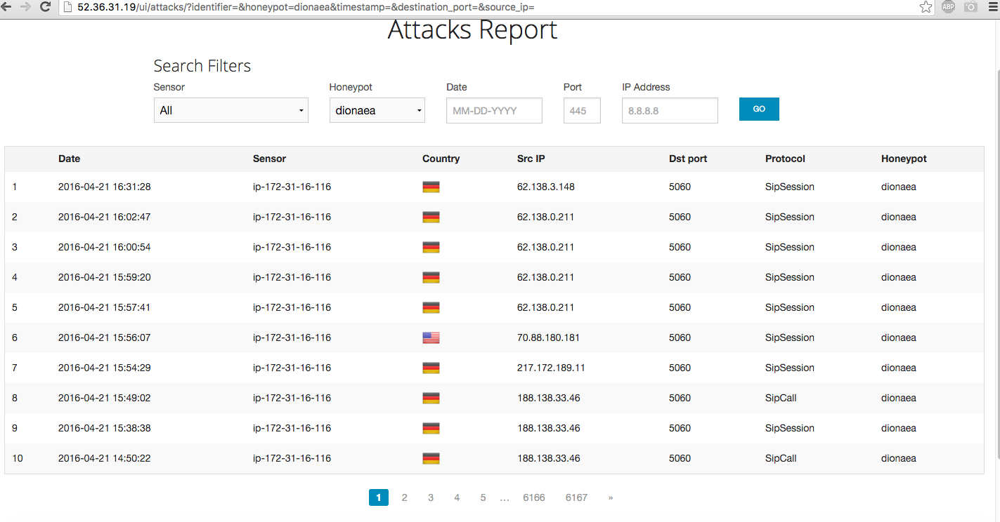 52.36.31.19/ui/attacks/?identifier=&honeypot=dionaea&timestamp=&destination_port=&source_ip=
ABP
Attacks Report
Search Filters
Sensor Honeypot Date Port IP Address
All dionaea MM-DD-YYYY 445 8.8.8.8 GO
Date Sensor Country Src IP Dst port Protocol Honeypot
1 2016-04-21 16:31:28 ip-172-31-16-116 62.138.3.148 5060 SipSession dionaea
2 2016-04-21 16:02:47 ip-172-31-16-116 62.138.0.211 5060 SipSession dionaea
3 2016-04-21 16:00:54 ip-172-31-16-116 62.138.0.211 5060 SipSession dionaea
4 2016-04-21 15:59:20 ip-172-31-16-116 62.138.0.211 5060 SipSession dionaea
5 2016-04-21 15:57:41 ip-172-31-16-116 62.138.0.211 5060 SipSession dionaea
6 2016-04-21 15:56:07 ip-172-31-16-116 70.88.180.181 5060 SipSession dionaea
7 2016-04-21 15:54:29 ip-172-31-16-116 217.172.189.11 5060 SipSession dionaea
8 2016-04-21 15:49:02 ip-172-31-16-116 188.138.33.46 5060 SipCall dionaea
9 2016-04-21 15:38:38 ip-172-31-16-116 188.138.33.46 5060 SipSession dionaea
10 2016-04-21 14:50:22 ip-172-31-16-116 188.138.33.46 5060 SipCall dionaea
1 2 3 4 5 … 6166 6167 »